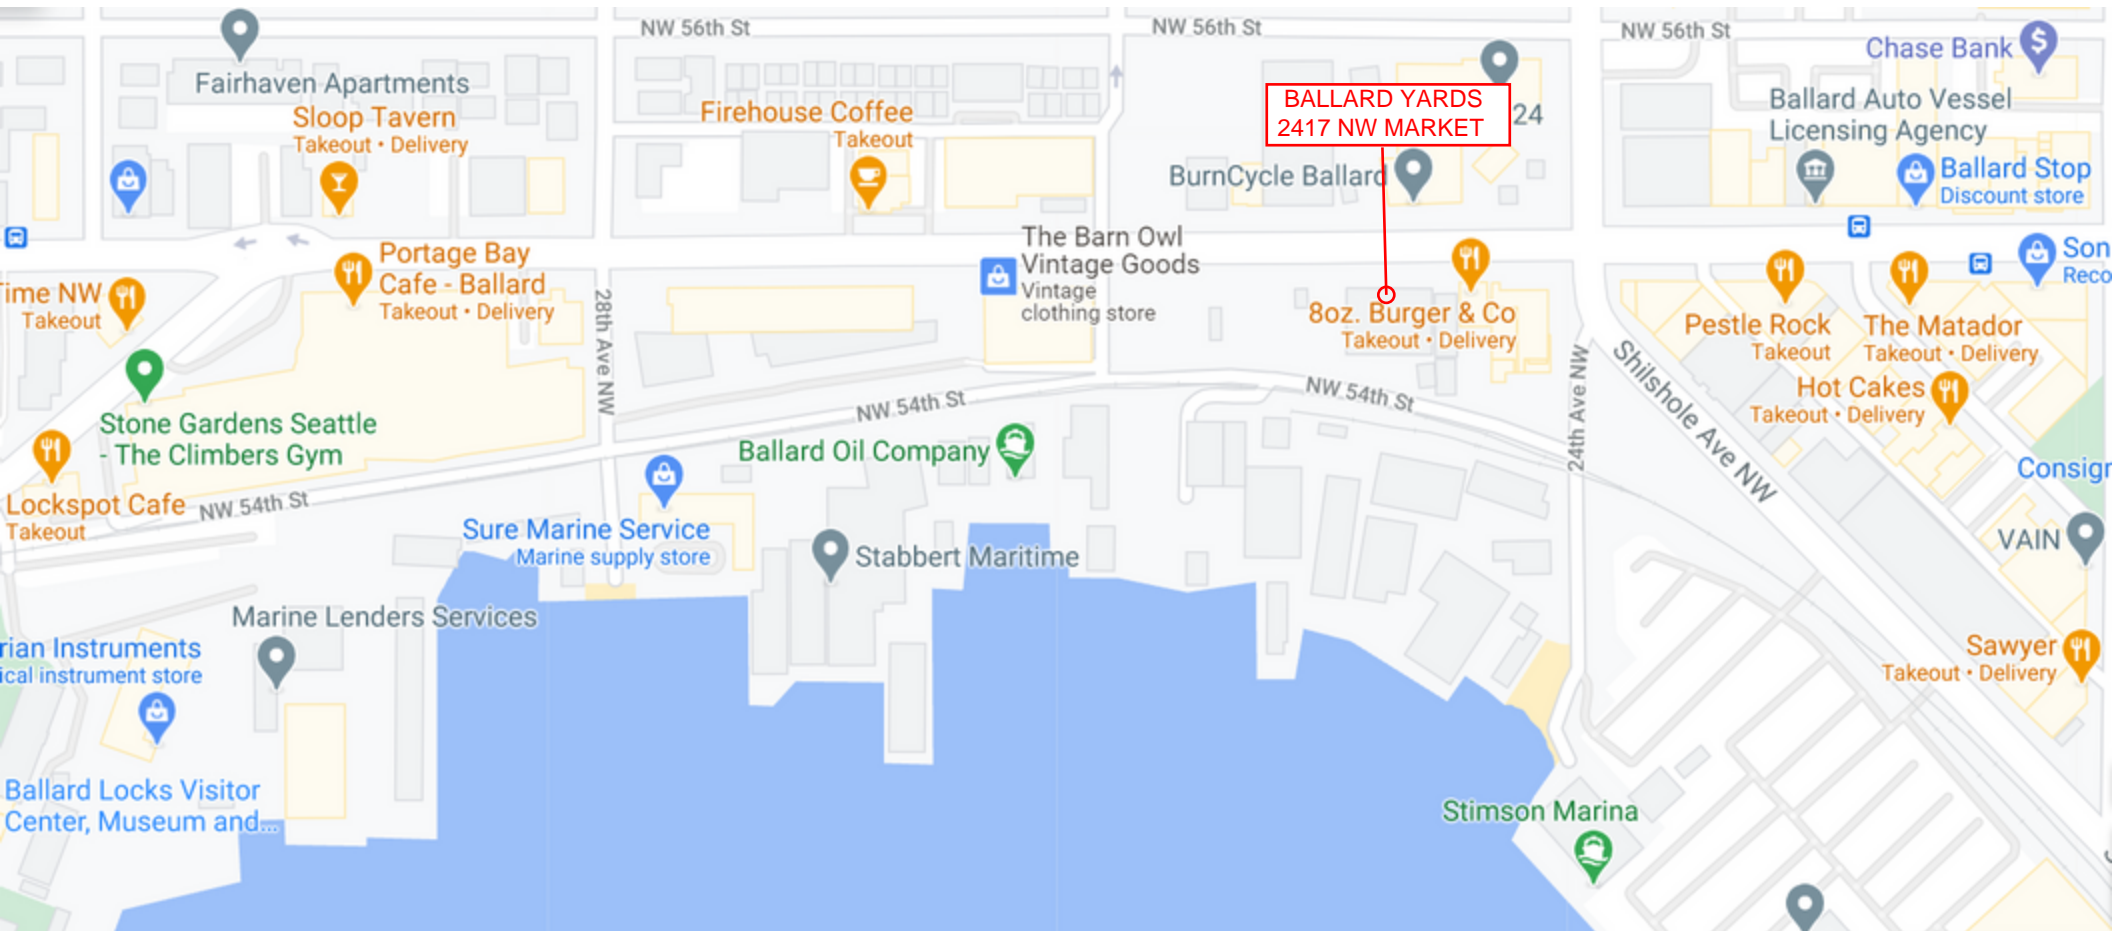 NW 56th St
NW 56th St
NW 56th St
Chase Bank
Fairhaven Apartments
Sloop Tavern
Takeout • Delivery
Firehouse Coffee
Takeout
BALLARD YARDS
2417 NW MARKET
24
Ballard Auto Vessel
Licensing Agency
BurnCycle Ballard
Ballard Stop
Discount store
Portage Bay
Cafe - Ballard
Takeout • Delivery
The Barn Owl
Vintage Goods
Vintage
clothing store
Son
Reco
Time NW
Takeout
28th Ave NW
8oz. Burger & Co
Takeout • Delivery
Pestle Rock
Takeout
The Matador
Takeout • Delivery
Shilshole Ave NW
Hot Cakes
Takeout • Delivery
24th Ave NW
NW 54th St
NW 54th St
Stone Gardens Seattle
- The Climbers Gym
Ballard Oil Company
Consign
Lockspot Cafe
Takeout
NW 54th St
Sure Marine Service
Marine supply store
Stabbert Maritime
VAIN
Marine Lenders Services
rian Instruments
ical instrument store
Sawyer
Takeout • Delivery
Ballard Locks Visitor
Center, Museum and...
Stimson Marina